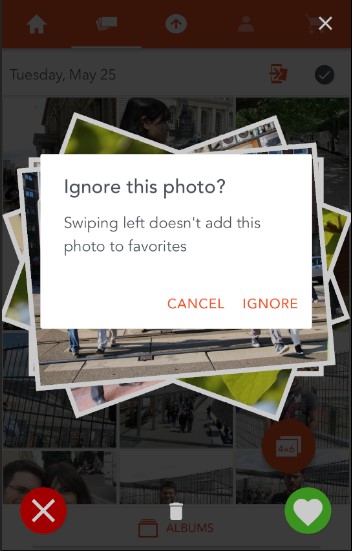 Tuesday, May 25
Ignore this photo?
Swiping left doesn't add this
photo to favorites
CANCEL IGNORE
4x6
ALBUMS